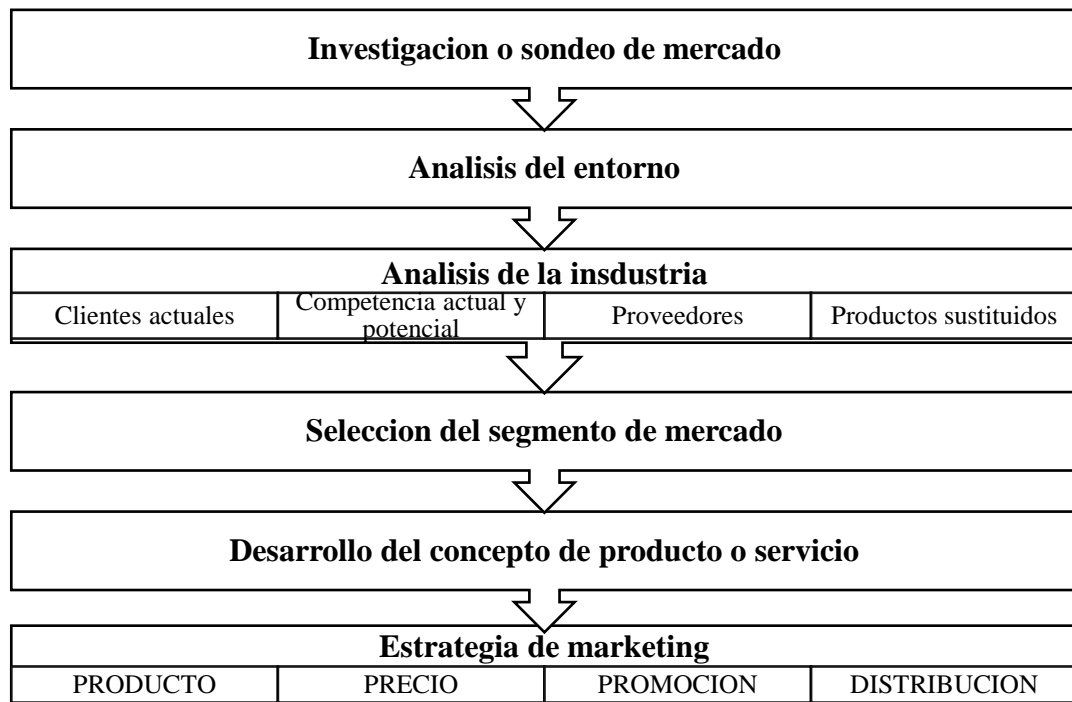 Investigacion o sondeo de mercado
Analisis del entorno
Analisis de la insdustria
Clientes actuales
Competencia actual y
potencial
Proveedores
Productos sustituidos
Seleccion del segmento de mercado
Desarrollo del concepto de producto o servicio
Estrategia de marketing
PRODUCTO
PRECIO
PROMOCION
DISTRIBUCION